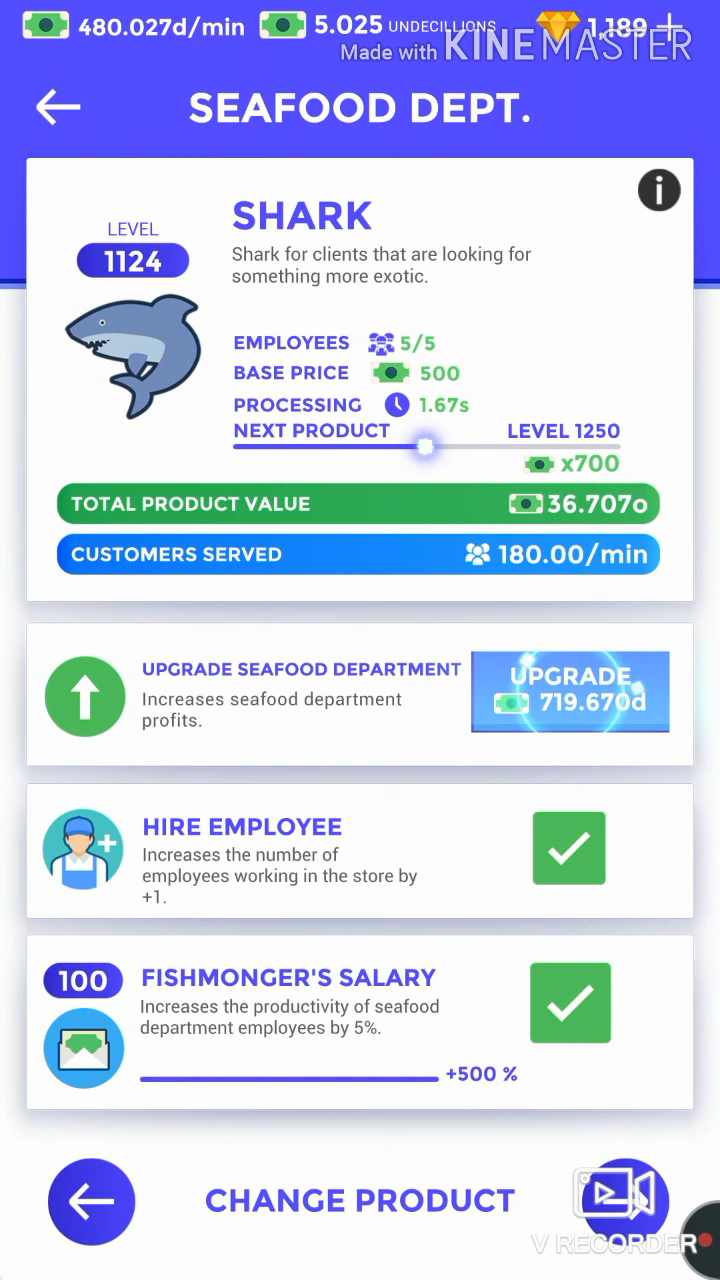 480.027d/min 5.025 UNDECILLIONS 1,189 +
Made with KINEMASTER
SEAFOOD DEPT.
i
SHARK
LEVEL
1124
Shark for clients that are looking for
something more exotic.
EMPLOYEES 5/5
BASE PRICE 500
PROCESSING 1.67s
NEXT PRODUCT LEVEL 1250
x700
TOTAL PRODUCT VALUE 36.707o
CUSTOMERS SERVED 180.00/min
UPGRADE SEAFOOD DEPARTMENT
Increases seafood department
profits.
UPGRADE
719.670d
HIRE EMPLOYEE
Increases the number of
employees working in the store by
+1.
100
FISHMONGER'S SALARY
Increases the productivity of seafood
department employees by 5%.
+500 %
CHANGE PRODUCT
V RECORDER